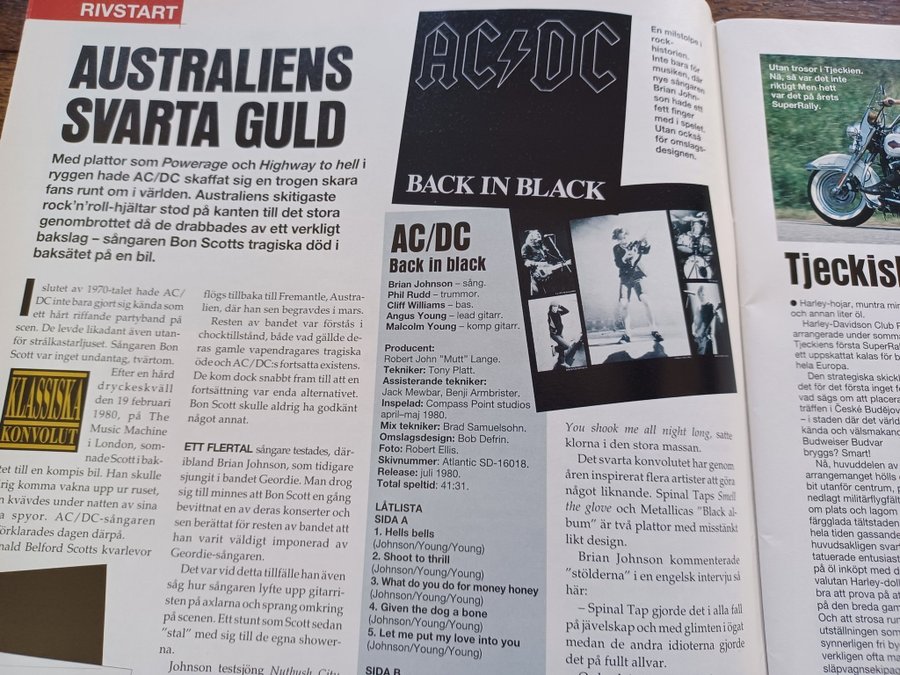 RIVSTART
AUSTRALIENS
SVARTA GULD
Med plattor som Powerage och Highway to hell i
ryggen hade AC/DC skaffat sig en trogen skara
fans runt om i världen. Australiens skitigaste
rock'n'roll-hjältar stod på kanten till det stora
genombrottet då de drabbades av ett verkligt
bakslag – sångaren Bon Scotts tragiska död i
baksätet på en bil.
I slutet av 1970-talet hade AC/
DC inte bara gjort sig kända som
ett hårt riffande partyband på
scen. De levde likadant även utan-
för strålkastarljuset. Sångaren Bon
Scott var inget undantag, tvärtom.
Efter en hård
dryckeskväll
den 19 februari
1980, på The
Music Machine
i London, som-
nade Scott i bak-
tet till en kompis bil. Han skulle
rig komma vakna upp ur ruset,
n kvävdes under natten av sina
a spyor. AC/DC-sångaren
förklarades dagen därpå.
nald Belford Scotts kvarlevor
KLASSISKA
KONVOLUT
flögs tillbaka till Fremantle, Austra-
lien, där han sen begravdes i mars.
Resten av bandet var förstås i
chocktillstånd, både vad gällde de-
ras gamle vapendragares tragiska
öde och AC/DC:s fortsatta existens.
De kom dock snabbt fram till att en
fortsättning var enda alternativet.
Bon Scott skulle aldrig ha godkänt
något annat.
ETT FLERTAL sångare testades, där-
ibland Brian Johnson, som tidigare
sjungit i bandet Geordie. Man drog
sig till minnes att Bon Scott en gång
bevittnat en av deras konserter och
sen berättat för resten av bandet att
han varit väldigt imponerad av
Geordie-sångaren.
Det var vid detta tillfälle han även
såg hur sångaren lyfte upp gitarri-
sten på axlarna och sprang omkring
på scenen. Ett stunt som Scott sedan
"stal" med sig till de egna shower-
na.
Johnson testsjöng Nutbush City
AC/DC
BACK IN BLACK
En milstolpe i
rock-
historien.
Inte bara för
musiken, där
nye sångaren
Brian John-
son hade ett
fett finger
med i spelet.
Utan också
för omslags-
designen.
AC/DC
Back in black
Brian Johnson – sång.
Phil Rudd – trummor.
Cliff Williams – bas.
Angus Young – lead gitarr.
Malcolm Young – komp gitarr.
Producent:
Robert John "Mutt" Lange.
Tekniker: Tony Platt.
Assisterande tekniker:
Jack Mewbar, Benji Armbrister.
Inspelad: Compass Point studios
april–maj 1980.
Mix tekniker: Brad Samuelsohn.
Omslagsdesign: Bob Defrin.
Foto: Robert Ellis.
Skivnummer: Atlantic SD-16018.
Release: juli 1980.
Total speltid: 41:31.
LÅTLISTA
SIDA A
1. Hells bells
(Johnson/Young/Young)
2. Shoot to thrill
(Johnson/Young/Young)
3. What do you do for money honey
(Johnson/Young/Young)
4. Given the dog a bone
(Johnson/Young/Young)
5. Let me put my love into you
(Johnson/Young/Young)
SIDA B
You shook me all night long, satte
klorna i den stora massan.
Det svarta konvolutet har genom
åren inspirerat flera artister att göra
något liknande. Spinal Taps Smell
the glove och Metallicas "Black al-
bum" är två plattor med misstänkt
likt design.
Brian Johnson kommenterade
"stölderna" i en engelsk intervju så
här:
– Spinal Tap gjorde det i alla fall
på jävelskap och med glimten i ögat
medan de andra idioterna gjorde
det på fullt allvar.
Utan trosor i Tjeckien.
Nå, så var det inte
riktigt Men hett
var det på årets
SuperRally.
Tjeckisk
● Harley-hojar, muntra mi
och annan liter öl.
Harley-Davidson Club P
arrangerade under somm
Tjeckiens första SuperRa
ett uppskattat kalas för b
hela Europa.
Den strategiska skickl
det för det första inget f
vad sägs om att placera
träffen i České Budějov
– i staden där det värld
kända och välsmakand
Budweiser Budvar
bryggs? Smart!
Nå, huvuddelen av
arrangemanget hölls
bit utanför centrum, p
nedlagt militärflygfält
om plats och lagom
färgglada tältstaden
hela tiden gassande
huvudsakligen svart
tatuerade entusiast
på öl inköpt med d
valutan Harley-doll
bra att prova på at
på den breda gam
Och att strosa run
utställningen som
synnerligen fri by
verkligen ofta ma
släpvagnsekipag